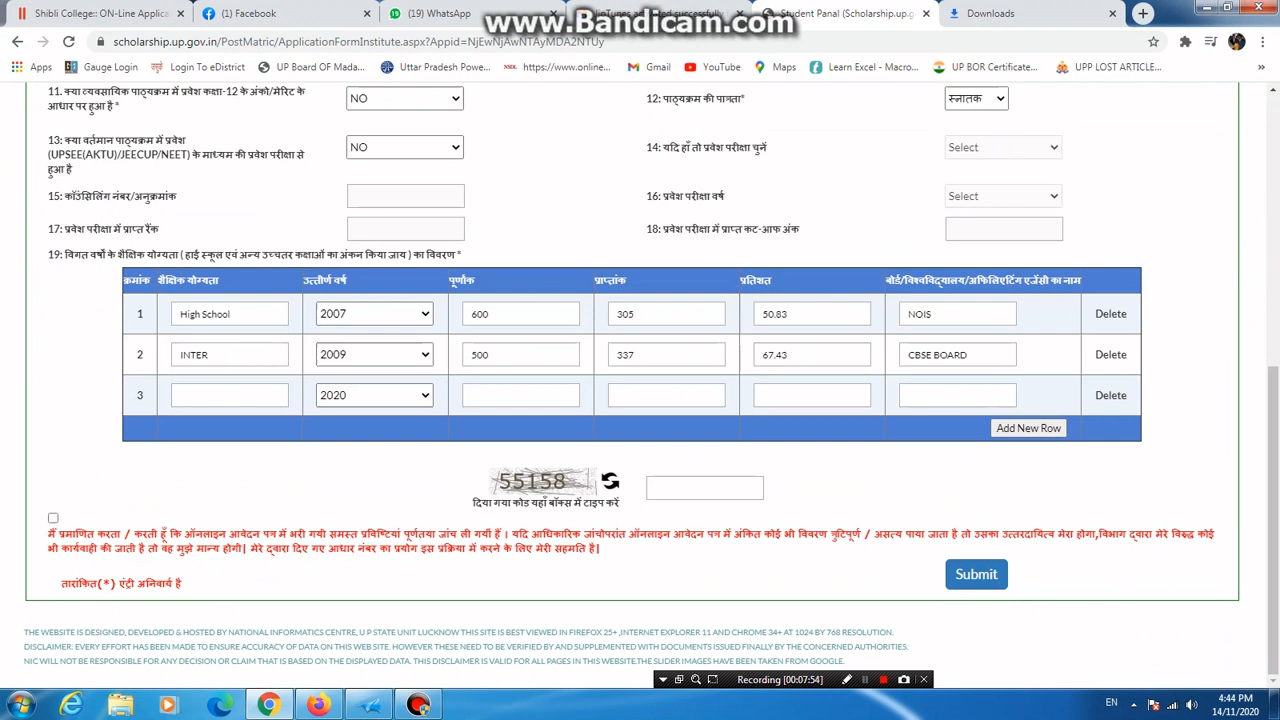 Shibli College: ON-Line Applica
(1) Facebook
(19) WhatsApp
Student Panel (Scholarship.up.g
Downloads
www.Bandicam.com
scholarship.up.gov.in/PostMatric/ApplicationFormInstitute.aspx?Appid=NjEwNjAwNTAyMDA2NTUy
Apps
Gauge Login
Login To eDistrict
UP Board OF Mada...
Uttar Pradesh Powe...
https://www.online...
Gmail
YouTube
Maps
Learn Excel - Macro...
UP BOR Certificate...
UPP LOST ARTICLE...
11. क्या व्यवसायिक पाठ्यक्रम में प्रवेश कक्षा-12 के अंको/मेरिट के
आधार पर हुआ है *
NO
12: पाठ्यक्रम की पात्रता*
स्नातक
13: क्या वर्तमान पाठ्यक्रम में प्रवेश
(UPSEE(AKTU)/JEECUP/NEET) के माध्यम की प्रवेश परीक्षा से
हुआ है
NO
14: यदि हाँ तो प्रवेश परीक्षा चुनें
Select
15: कॉउंसिलिंग नंबर/अनुक्रमांक
16: प्रवेश परीक्षा वर्ष
Select
17: प्रवेश परीक्षा में प्राप्त रैंक
18: प्रवेश परीक्षा में प्राप्त कट-आफ अंक
19: विगत वर्षो के शैक्षिक योग्यता ( हाई स्कूल एवं अन्य उच्चतर कक्षाओं का अंकन किया जाय ) का विवरण *
क्रमांक शैक्षिक योग्यता उत्तीर्ण वर्ष पूर्णांक प्राप्तांक प्रतिशत बोर्ड/विश्वविद्यालय/अफिलिएटिंग एजेंसी का नाम
1 High School 2007 600 305 50.83 NOIS Delete
2 INTER 2009 500 337 67.43 CBSE BOARD Delete
3 2020 Delete
Add New Row
55158
दिया गया कोड यहाँ बॉक्स में टाइप करें
मैं प्रमाणित करता / करती हूँ कि ऑनलाइन आवेदन पत्र में भरी गयी समस्त प्रविष्टियां पूर्णतया जांच ली गयीं हैं । यदि आधिकारिक जांचोपरांत ऑनलाइन आवेदन पत्र में अंकित कोई भी विवरण त्रुटिपूर्ण / असत्य पाया जाता है तो उसका उत्तरदायित्व मेरा होगा,विभाग द्वारा मेरे विरुद्ध कोई
भी कार्यवाही की जाती है तो वह मुझे मान्य होगी| मेरे द्वारा दिए गए आधार नंबर का प्रयोग इस प्रक्रिया में करने के लिए मेरी सहमति है|
Submit
तारांकित(*) एंट्री अनिवार्य है
THE WEBSITE IS DESIGNED, DEVELOPED & HOSTED BY NATIONAL INFORMATICS CENTRE, U P STATE UNIT LUCKNOW THIS SITE IS BEST VIEWED IN FIREFOX 25+ ,INTERNET EXPLORER 11 AND CHROME 34+ AT 1024 BY 768 RESOLUTION.
DISCLAIMER: EVERY EFFORT HAS BEEN MADE TO ENSURE ACCURACY OF DATA ON THIS WEB SITE. HOWEVER THESE NEED TO BE VERIFIED BY AND SUPPLEMENTED WITH DOCUMENTS ISSUED FINALLY BY THE CONCERNED AUTHORITIES.
NIC WILL NOT BE RESPONSIBLE FOR ANY DECISION OR CLAIM THAT IS BASED ON THE DISPLAYED DATA. THIS DISCLAIMER IS VALID FOR ALL PAGES IN THIS WEBSITE.THE SLIDER IMAGES HAVE BEEN TAKEN FROM GOOGLE.
Recording [00:07:54]
EN
4:44 PM
14/11/2020